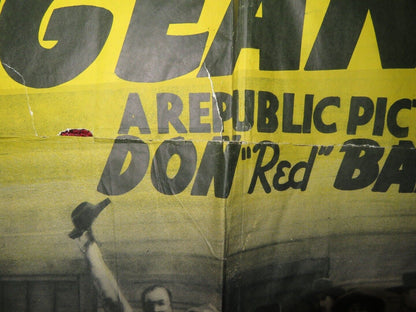 GEAN
A REPUBLIC PICT
DON "Red" BA